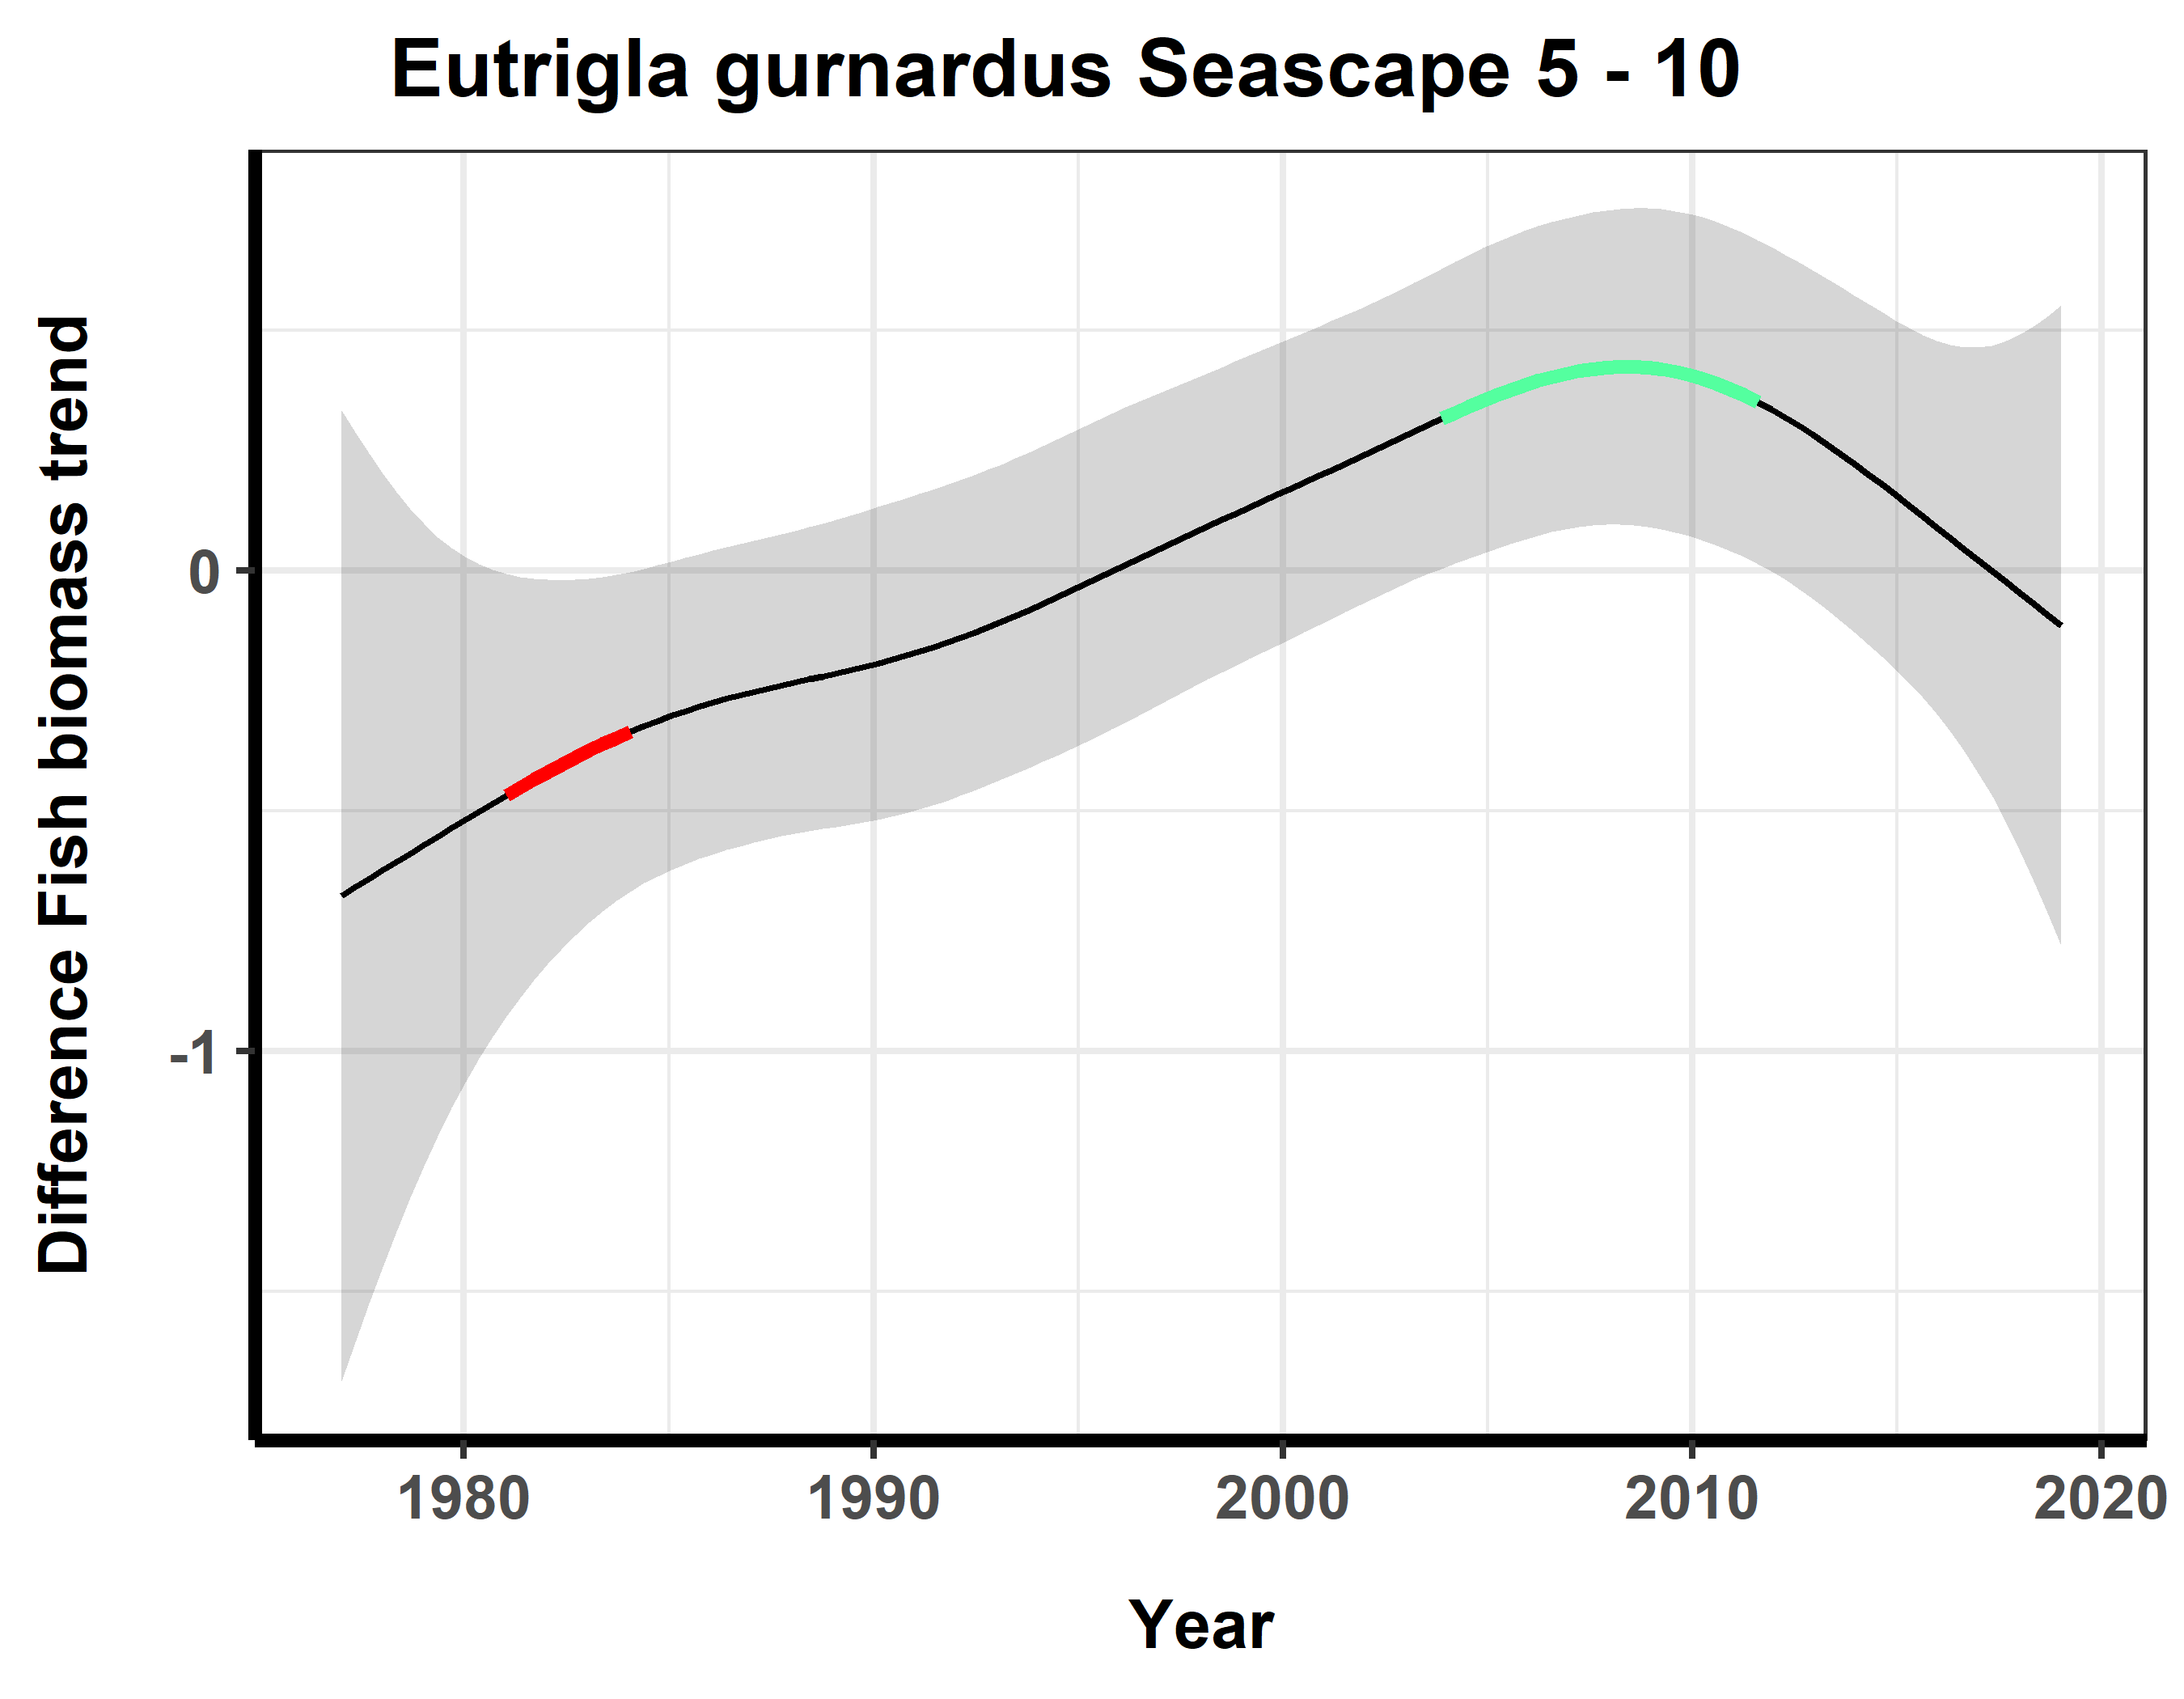 Eutrigla gurnardus Seascape 5 - 10
Difference Fish biomass trend
0
-1
1980
1990
2000
2010
2020
Year